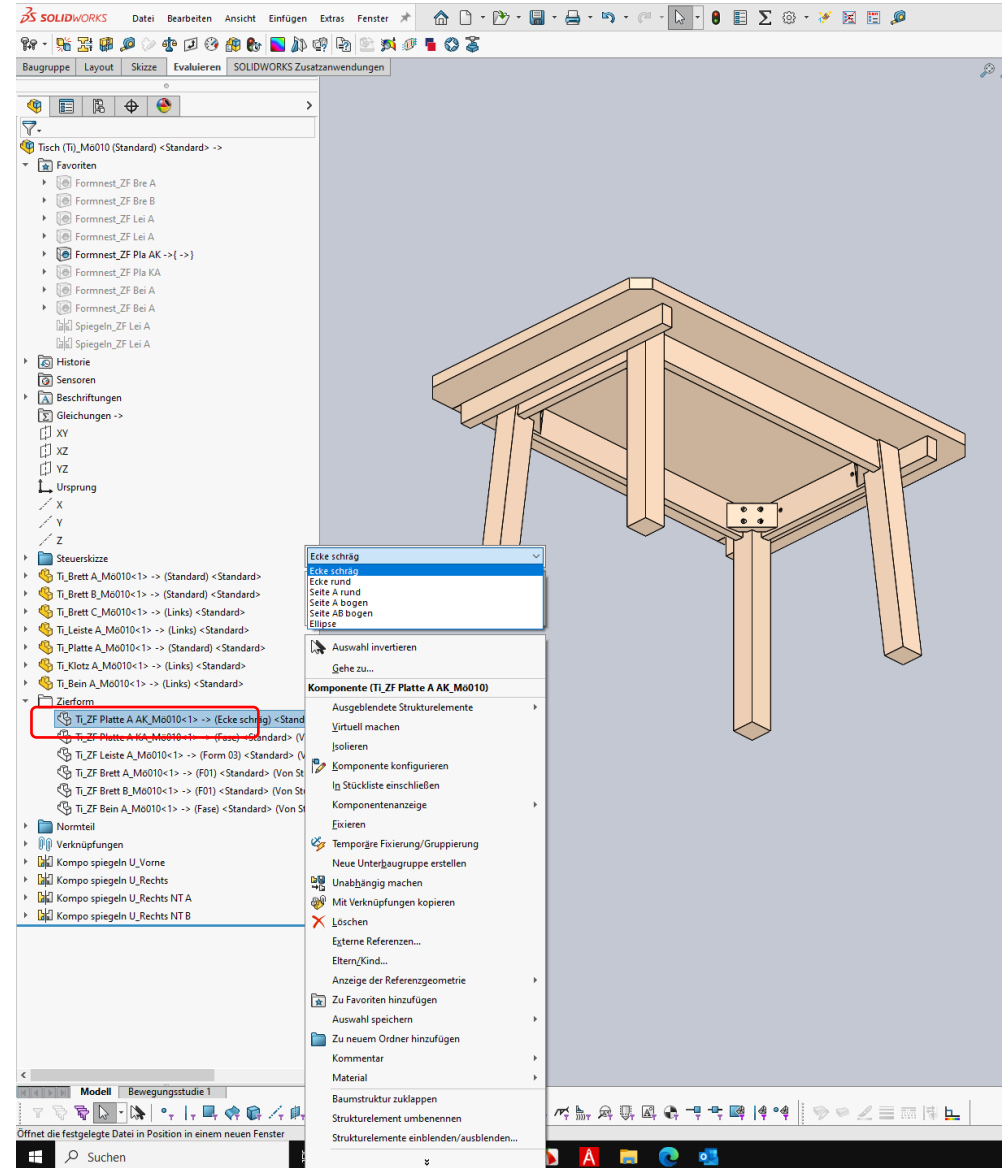 SOLIDWORKS Datei Bearbeiten Ansicht Einfügen Extras Fenster
Baugruppe Layout Skizze Evaluieren SOLIDWORKS Zusatzanwendungen
Tisch (Ti)_Mö010 (Standard) <Standard> ->
Favoriten
Formnest_ZF Bre A
Formnest_ZF Bre B
Formnest_ZF Lei A
Formnest_ZF Lei A
Formnest_ZF Pla AK ->{ ->}
Formnest_ZF Pla KA
Formnest_ZF Bei A
Formnest_ZF Bei A
Spiegeln_ZF Lei A
Spiegeln_ZF Lei A
Historie
Sensoren
Beschriftungen
Gleichungen ->
XY
XZ
YZ
Ursprung
X
Y
Z
Steuerskizze
Ti_Brett A_Mö010<1> -> (Standard) <Standard>
Ti_Brett B_Mö010<1> -> (Standard) <Standard>
Ti_Brett C_Mö010<1> -> (Links) <Standard>
Ti_Leiste A_Mö010<1> -> (Links) <Standard>
Ti_Platte A_Mö010<1> -> (Standard) <Standard>
Ti_Klotz A_Mö010<1> -> (Links) <Standard>
Ti_Bein A_Mö010<1> -> (Links) <Standard>
Zierform
Ti_ZF Platte A AK_Mö010<1> -> (Ecke schräg) <Stand
Ti_ZF Platte A KA_Mö010<1> -> (Fase) <Standard> (V
Ti_ZF Leiste A_Mö010<1> -> (Form 03) <Standard> (V
Ti_ZF Brett A_Mö010<1> -> (F01) <Standard> (Von St
Ti_ZF Brett B_Mö010<1> -> (F01) <Standard> (Von St
Ti_ZF Bein A_Mö010<1> -> (Fase) <Standard> (Von St
Normteil
Verknüpfungen
Kompo spiegeln U_Vorne
Kompo spiegeln U_Rechts
Kompo spiegeln U_Rechts NT A
Kompo spiegeln U_Rechts NT B
Ecke schräg
Ecke schräg
Ecke rund
Seite A rund
Seite A bogen
Seite AB bogen
Ellipse
Auswahl invertieren
Gehe zu...
Komponente (Ti_ZF Platte A AK_Mö010)
Ausgeblendete Strukturelemente
Virtuell machen
Isolieren
Komponente konfigurieren
In Stückliste einschließen
Komponentenanzeige
Fixieren
Temporäre Fixierung/Gruppierung
Neue Unterbaugruppe erstellen
Unabhängig machen
Mit Verknüpfungen kopieren
Löschen
Externe Referenzen...
Eltern/Kind...
Anzeige der Referenzgeometrie
Zu Favoriten hinzufügen
Auswahl speichern
Zu neuem Ordner hinzufügen
Kommentar
Material
Baumstruktur zuklappen
Strukturelement umbenennen
Strukturelemente einblenden/ausblenden...
Modell Bewegungsstudie 1
Öffnet die festgelegte Datei in Position in einem neuen Fenster
Suchen